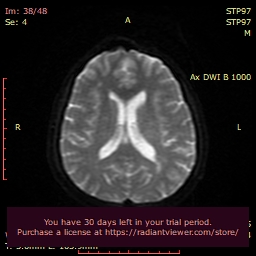 Im: 38/48
Se: 4
A
STP97
STP97
M
Ax DWI B 1000
R
L
You have 30 days left in your trial period.
Purchase a license at https://radiantviewer.com/store/